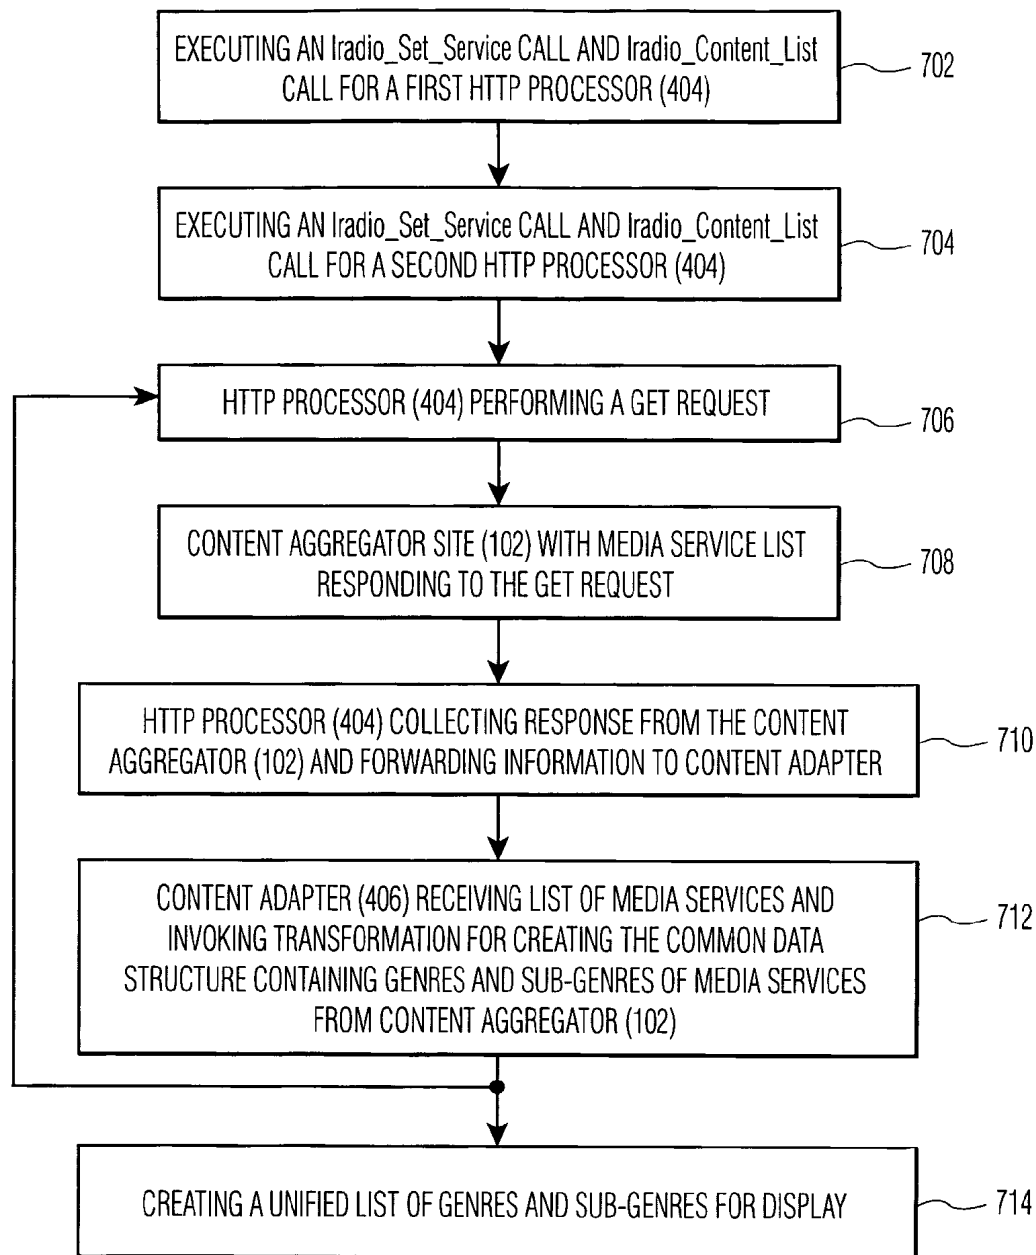 EXECUTING AN Iradio_Set_Service CALL AND Iradio_Content_List
CALL FOR A FIRST HTTP PROCESSOR (404)
702
EXECUTING AN Iradio_Set_Service CALL AND Iradio_Content_List
CALL FOR A SECOND HTTP PROCESSOR (404)
704
HTTP PROCESSOR (404) PERFORMING A GET REQUEST
706
CONTENT AGGREGATOR SITE (102) WITH MEDIA SERVICE LIST
RESPONDING TO THE GET REQUEST
708
HTTP PROCESSOR (404) COLLECTING RESPONSE FROM THE CONTENT
AGGREGATOR (102) AND FORWARDING INFORMATION TO CONTENT ADAPTER
710
CONTENT ADAPTER (406) RECEIVING LIST OF MEDIA SERVICES AND
INVOKING TRANSFORMATION FOR CREATING THE COMMON DATA
STRUCTURE CONTAINING GENRES AND SUB-GENRES OF MEDIA SERVICES
FROM CONTENT AGGREGATOR (102)
712
CREATING A UNIFIED LIST OF GENRES AND SUB-GENRES FOR DISPLAY
714